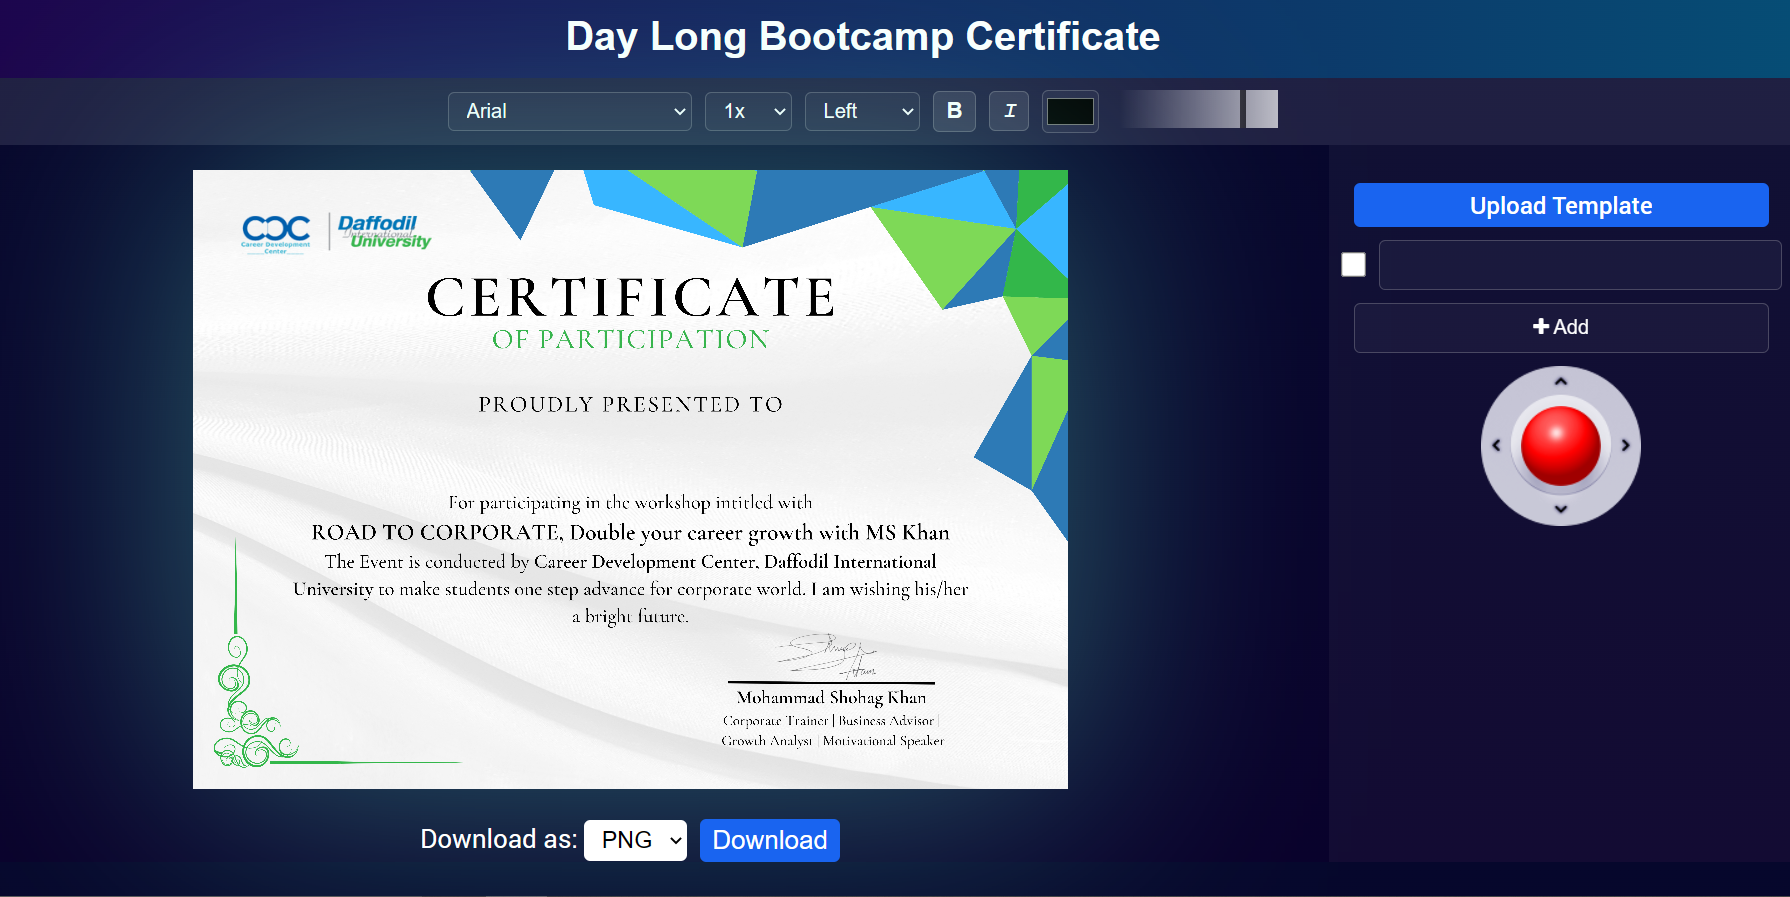 Day Long Bootcamp Certificate
Arial 1x Left B I
Upload Template
CDC Career Development Center
Daffodil International University
CERTIFICATE
OF PARTICIPATION
Add
PROUDLY PRESENTED TO
For participating in the workshop intitled with
ROAD TO CORPORATE, Double your career growth with MS Khan
The Event is conducted by Career Development Center, Daffodil International
University to make students one step advance for corporate world. I am wishing his/her
a bright future.
Mohammad Shohag Khan
Corporate Trainer | Business Advisor |
Growth Analyst | Motivational Speaker
Download as: PNG Download